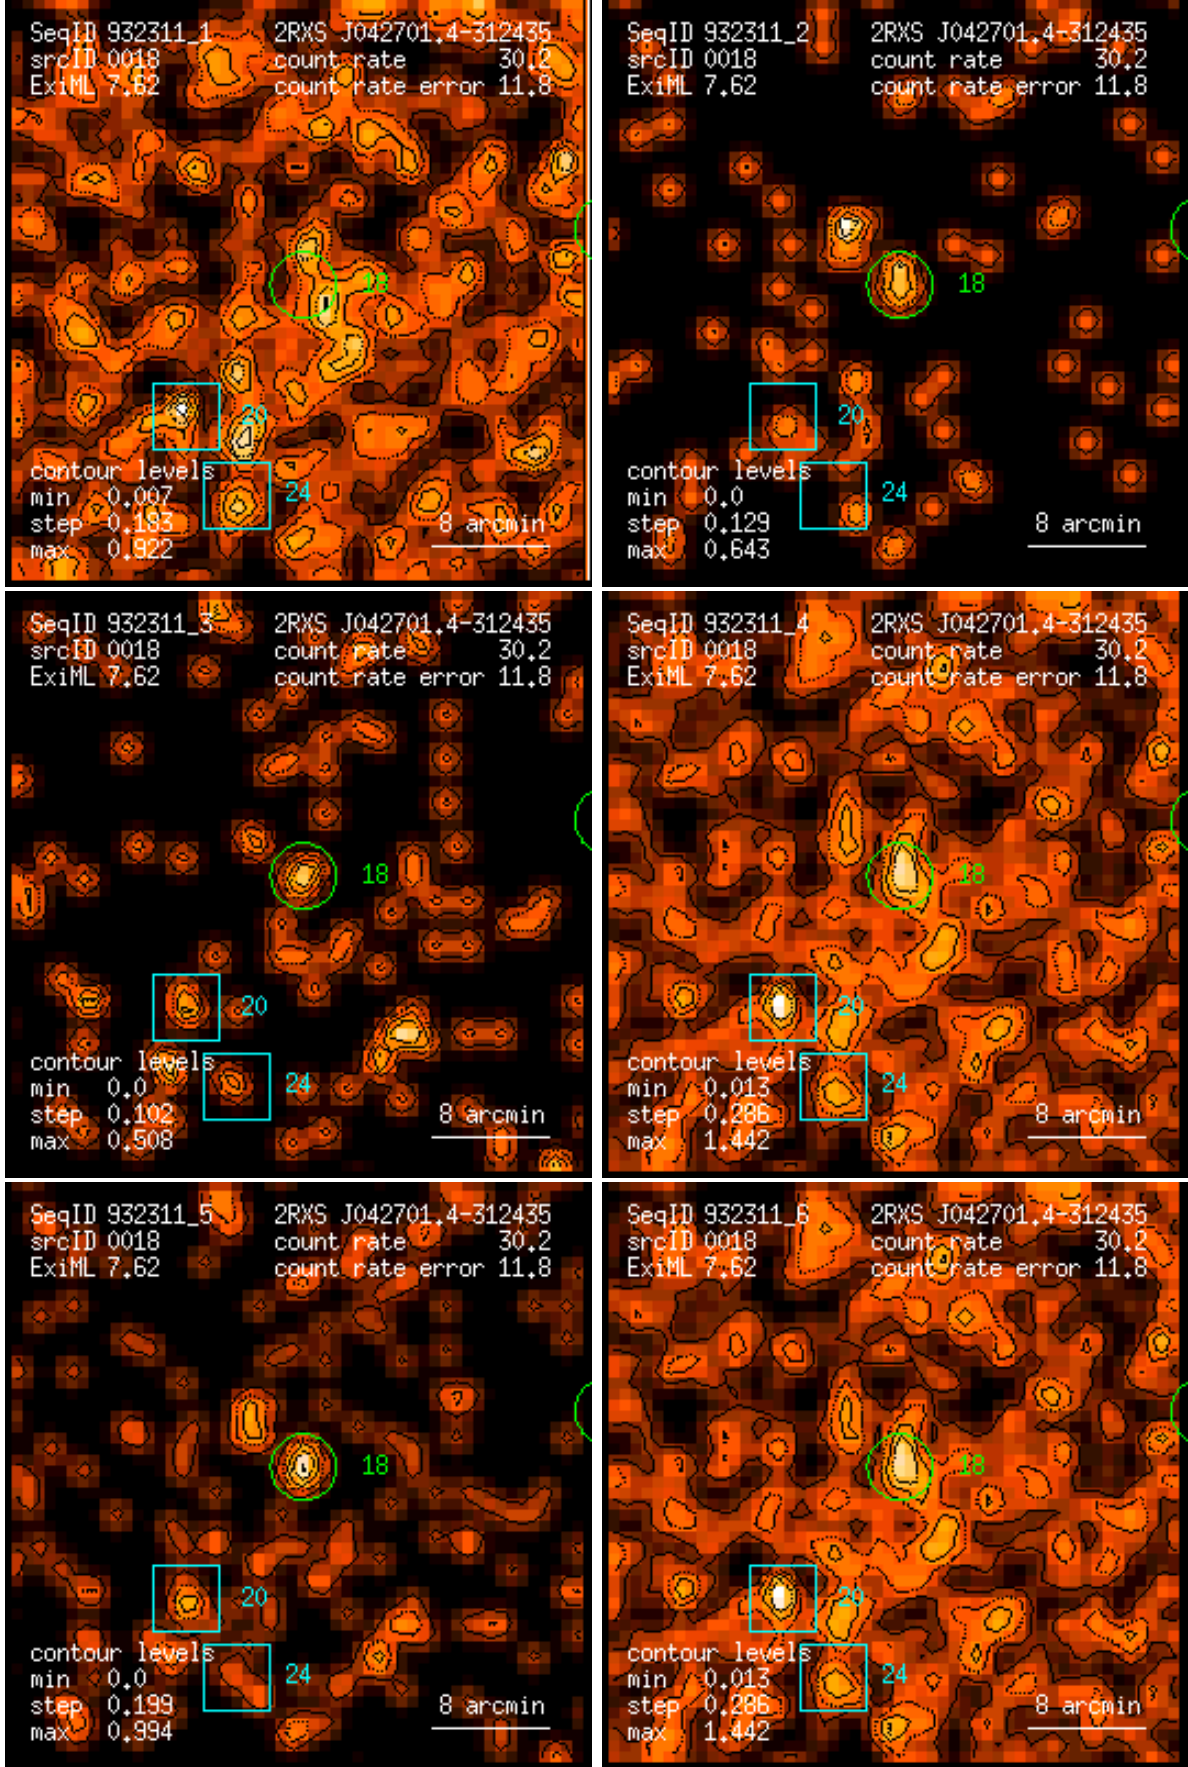 SeqID 932311_1 2RXS J042701.4-312435
srcID 0018 count rate 30.2
ExiML 7.62 count rate error 11.8
18
20
contour levels
min 0.007
24
step 0.183
8 arcmin
max 0.922
SeqID 932311_2 2RXS J042701.4-312435
srcID 0018 count rate 30.2
ExiML 7.62 count rate error 11.8
18
20
contour levels
min 0.0
24
step 0.129
8 arcmin
max 0.643
SeqID 932311_3 2RXS J042701.4-312435
srcID 0018 count rate 30.2
ExiML 7.62 count rate error 11.8
18
20
contour levels
min 0.0
24
step 0.102
8 arcmin
max 0.508
SeqID 932311_4 2RXS J042701.4-312435
srcID 0018 count rate 30.2
ExiML 7.62 count rate error 11.8
18
20
contour levels
min 0.013
24
step 0.286
8 arcmin
max 1.442
SeqID 932311_5 2RXS J042701.4-312435
srcID 0018 count rate 30.2
ExiML 7.62 count rate error 11.8
18
20
contour levels
min 0.0
24
step 0.199
8 arcmin
max 0.994
SeqID 932311_6 2RXS J042701.4-312435
srcID 0018 count rate 30.2
ExiML 7.62 count rate error 11.8
18
20
contour levels
min 0.013
24
step 0.286
8 arcmin
max 1.442